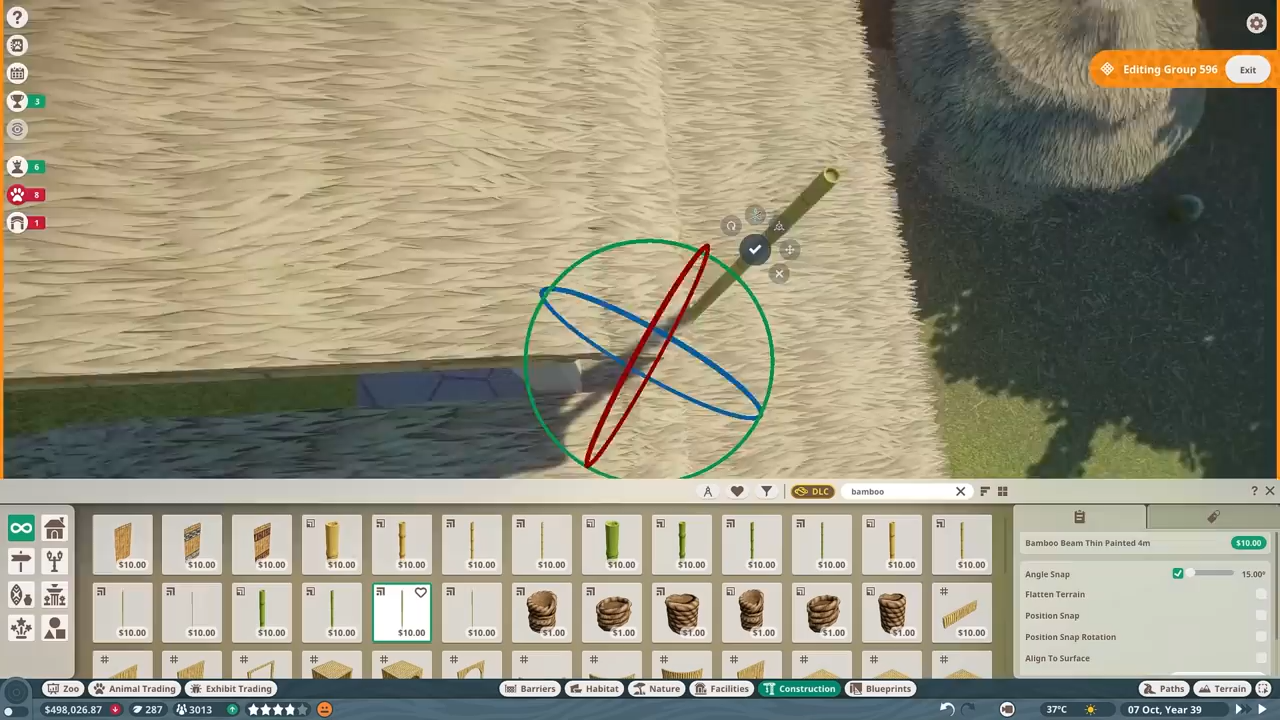 Editing Group 596
Exit
3
6
8
1
DLC
bamboo
?
$10.00 $10.00 $10.00 $10.00 $10.00 $10.00 $10.00 $10.00 $10.00 $10.00 $10.00 $10.00 $10.00
$10.00 $10.00 $10.00 $10.00 $10.00 $10.00 $1.00 $1.00 $1.00 $1.00 $1.00 $1.00 $10.00
Bamboo Beam Thin Painted 4m $10.00
Angle Snap 15.00°
Flatten Terrain
Position Snap
Position Snap Rotation
Align To Surface
Zoo Animal Trading Exhibit Trading Barriers Habitat Nature Facilities Construction Blueprints Paths Terrain
$498,026.87 287 3013 37°C 07 Oct, Year 39